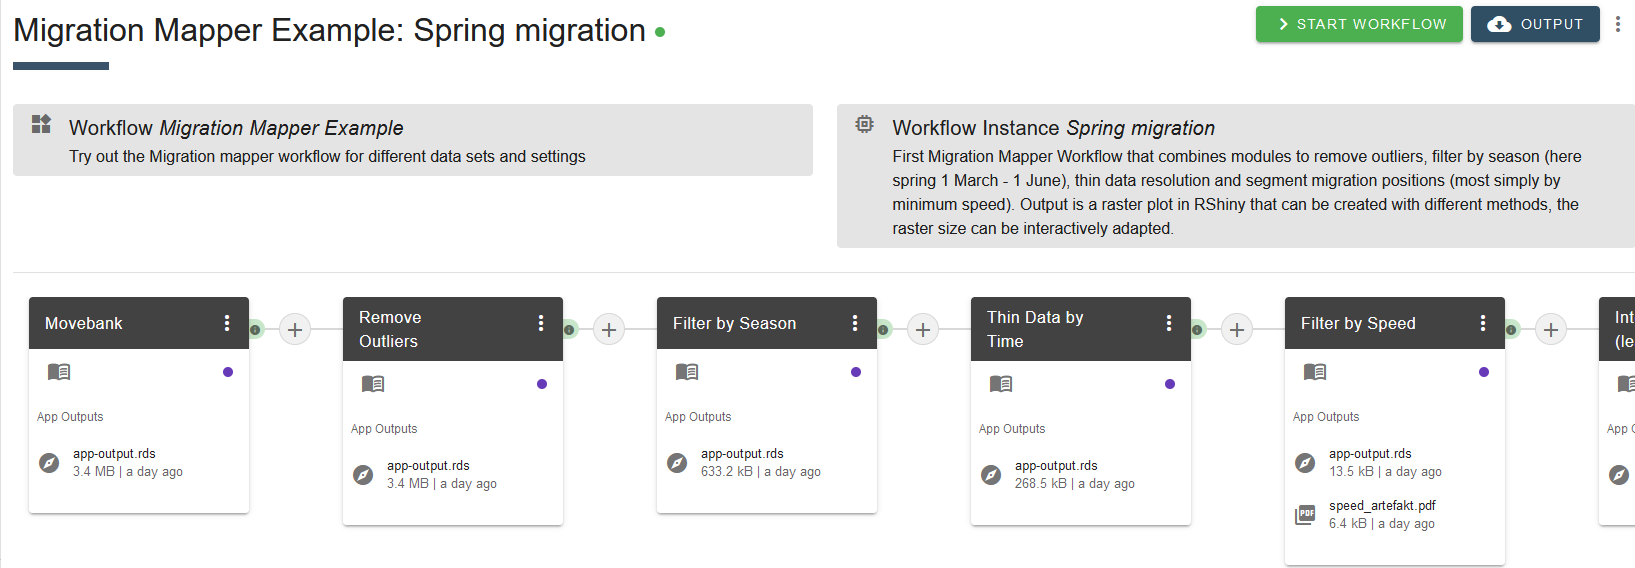 Migration Mapper Example: Spring migration
START WORKFLOW
OUTPUT
Workflow Migration Mapper Example
Try out the Migration mapper workflow for different data sets and settings
Workflow Instance Spring migration
First Migration Mapper Workflow that combines modules to remove outliers, filter by season (here
spring 1 March - 1 June), thin data resolution and segment migration positions (most simply by
minimum speed). Output is a raster plot in RShiny that can be created with different methods, the
raster size can be interactively adapted.
Movebank
App Outputs
app-output.rds
3.4 MB | a day ago
Remove
Outliers
App Outputs
app-output.rds
3.4 MB | a day ago
Filter by Season
App Outputs
app-output.rds
633.2 kB | a day ago
Thin Data by
Time
App Outputs
app-output.rds
268.5 kB | a day ago
Filter by Speed
App Outputs
app-output.rds
13.5 kB | a day ago
PDF
speed_artefakt.pdf
6.4 kB | a day ago
Int
(le
App O